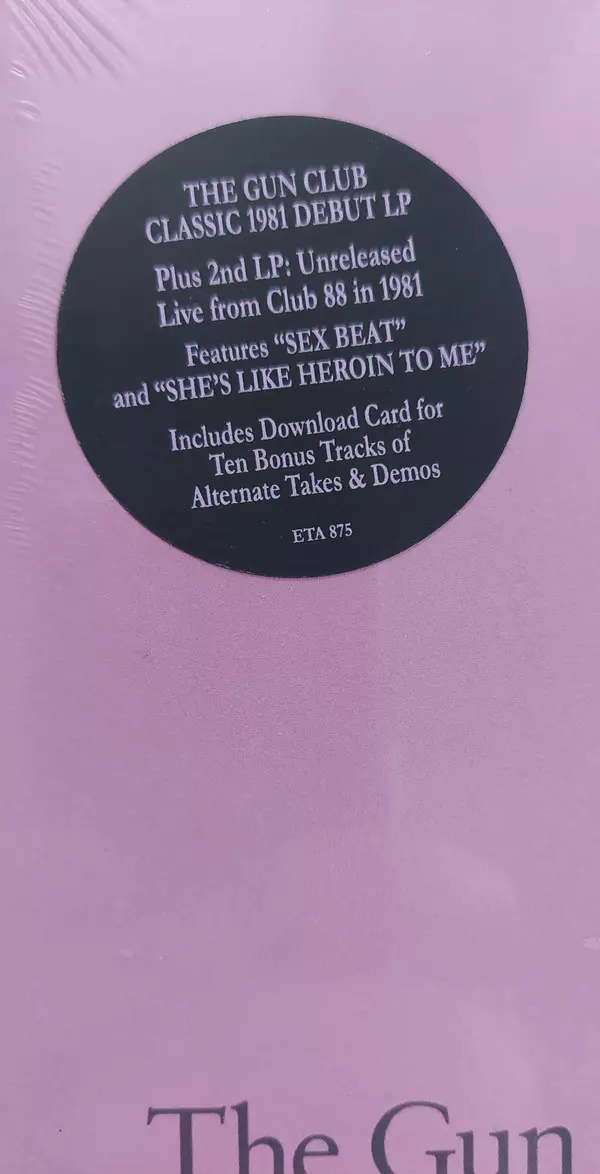 THE GUN CLUB
CLASSIC 1981 DEBUT LP
Plus 2nd LP: Unreleased
Live from Club 88 in 1981
Features “SEX BEAT”
and “SHE’S LIKE HEROIN TO ME”
Includes Download Card for
Ten Bonus Tracks of
Alternate Takes & Demos
ETA 875
The Gun